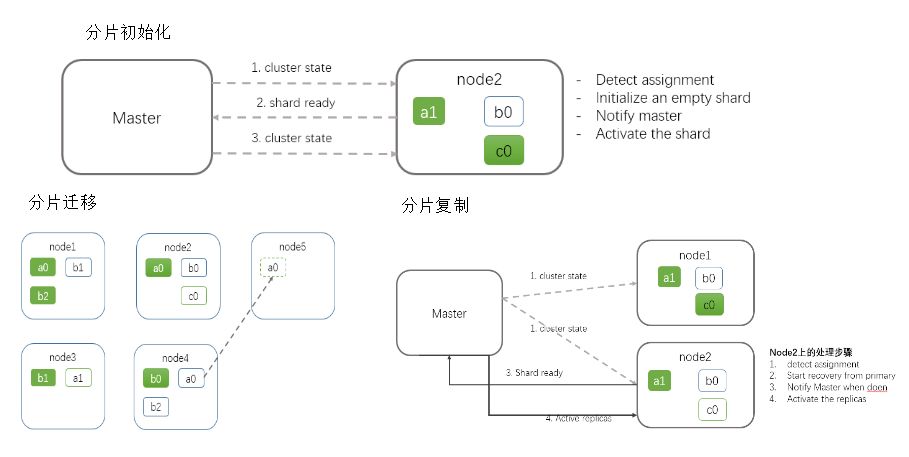 分片初始化
Master
1. cluster state
2. shard ready
3. cluster state
node2
a1
b0
c0
- Detect assignment
- Initialize an empty shard
- Notify master
- Activate the shard
分片迁移
node1
a0 b1
b2
node2
a0 b0
c0
node5
a0
node3
b1 a1
node4
b0 a0
b2
分片复制
Master
1. cluster state
1. cluster state
3. Shard ready
4. Active replicas
node1
a1 b0
c0
node2
a1 b0
c0
Node2上的处理步骤
1. detect assignment
2. Start recovery from primary
3. Notify Master when doen
4. Activate the replicas